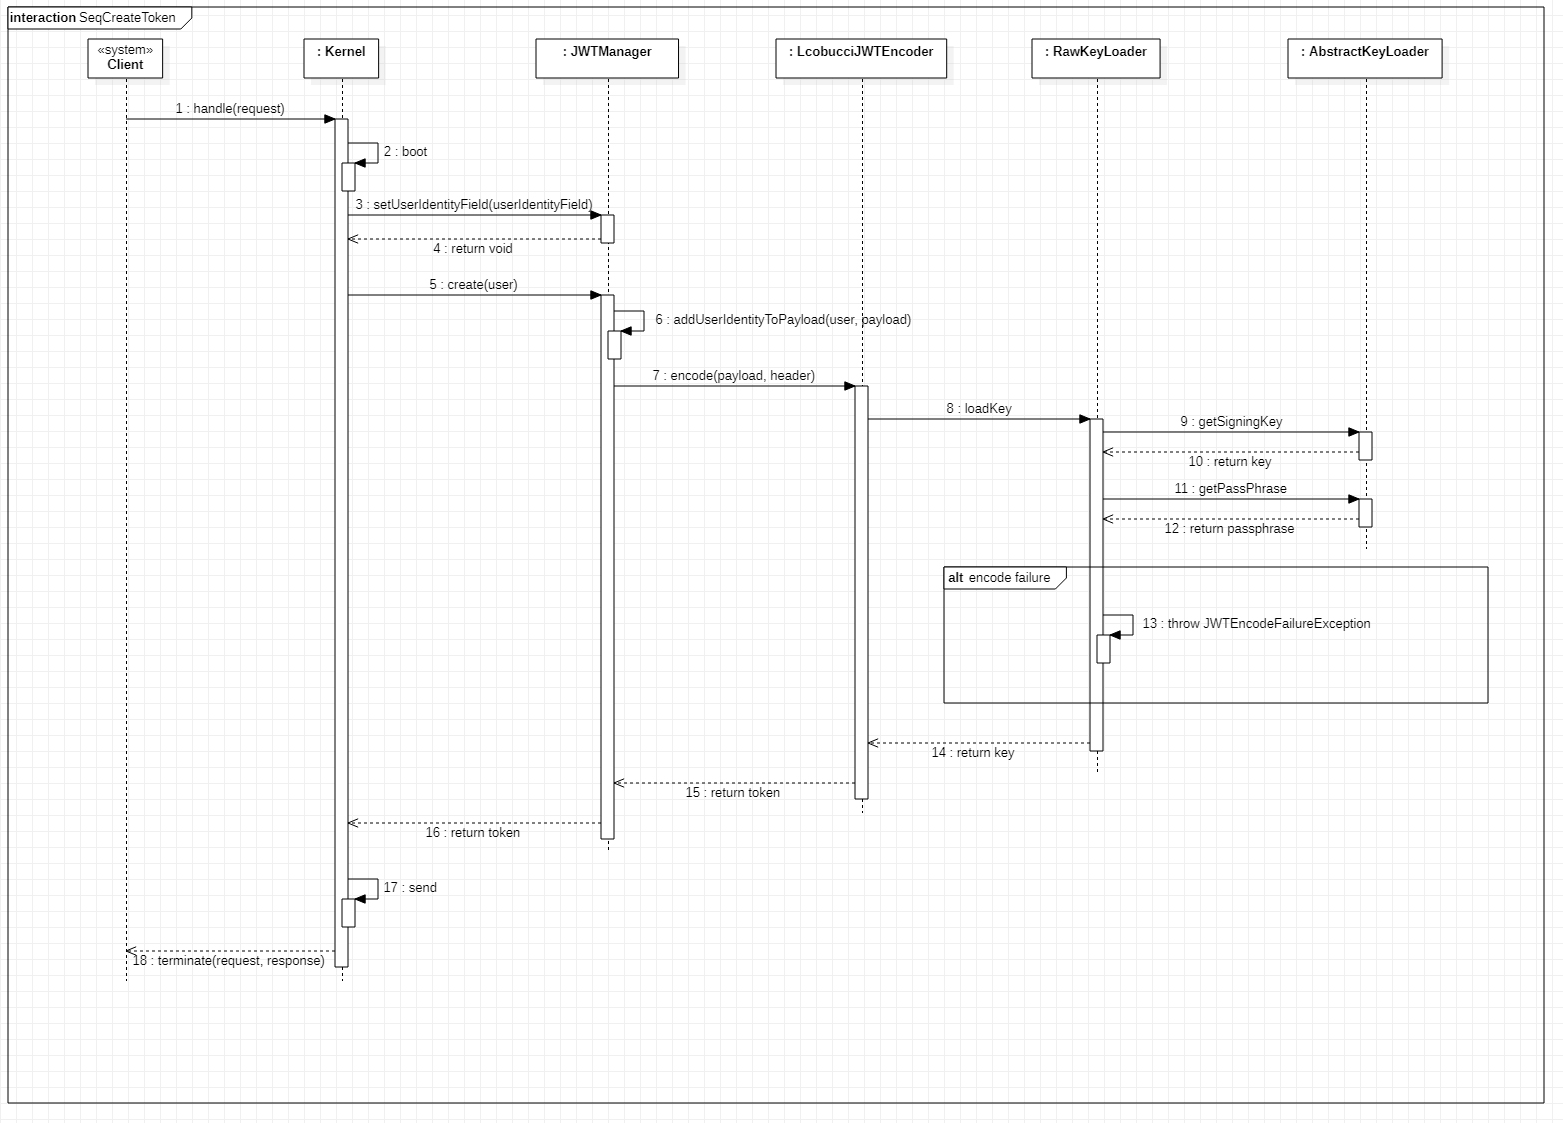 interaction SeqCreateToken
«system»
Client
: Kernel
: JWTManager
: LcobucciJWTEncoder
: RawKeyLoader
: AbstractKeyLoader
1 : handle(request)
2 : boot
3 : setUserIdentityField(userIdentityField)
4 : return void
5 : create(user)
6 : addUserIdentityToPayload(user, payload)
7 : encode(payload, header)
8 : loadKey
9 : getSigningKey
10 : return key
11 : getPassPhrase
12 : return passphrase
alt encode failure
13 : throw JWTEncodeFailureException
14 : return key
15 : return token
16 : return token
17 : send
18 : terminate(request, response)